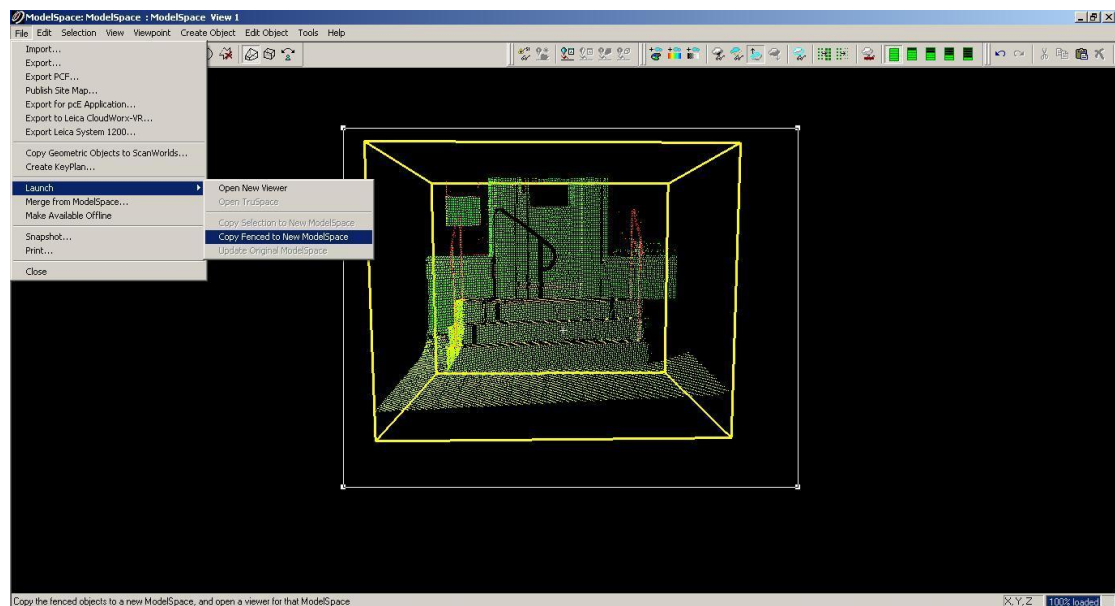 ModelSpace: ModelSpace : ModelSpace View 1
File Edit Selection View Viewpoint Create Object Edit Object Tools Help
Import...
Export...
Export PCF...
Publish Site Map...
Export for pcE Application...
Export to Leica CloudWorx-VR...
Export Leica System 1200...
Copy Geometric Objects to ScanWorlds...
Create KeyPlan...
Launch
Merge from ModelSpace...
Make Available Offline
Snapshot...
Print...
Close
Open New Viewer
Open TruSpace
Copy Selection to New ModelSpace
Copy Fenced to New ModelSpace
Update Original ModelSpace
Copy the fenced objects to a new ModelSpace, and open a viewer for that ModelSpace
X, Y, Z 100% loaded